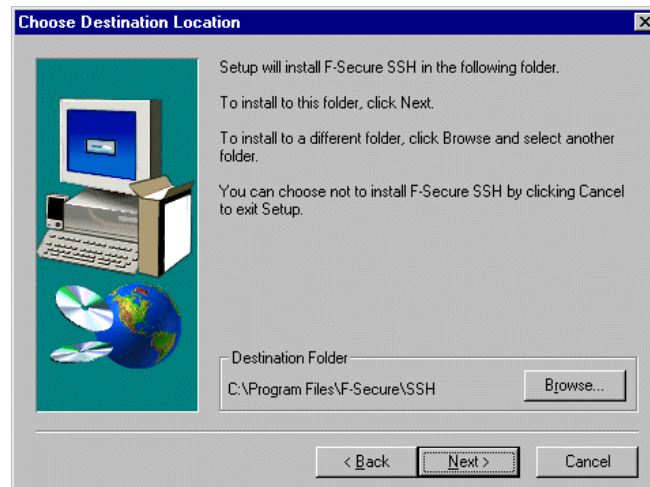 Choose Destination Location
Setup will install F-Secure SSH in the following folder.
To install to this folder, click Next.
To install to a different folder, click Browse and select another
folder.
You can choose not to install F-Secure SSH by clicking Cancel
to exit Setup.
Destination Folder
C:\Program Files\F-Secure\SSH
Browse...
< Back
Next >
Cancel